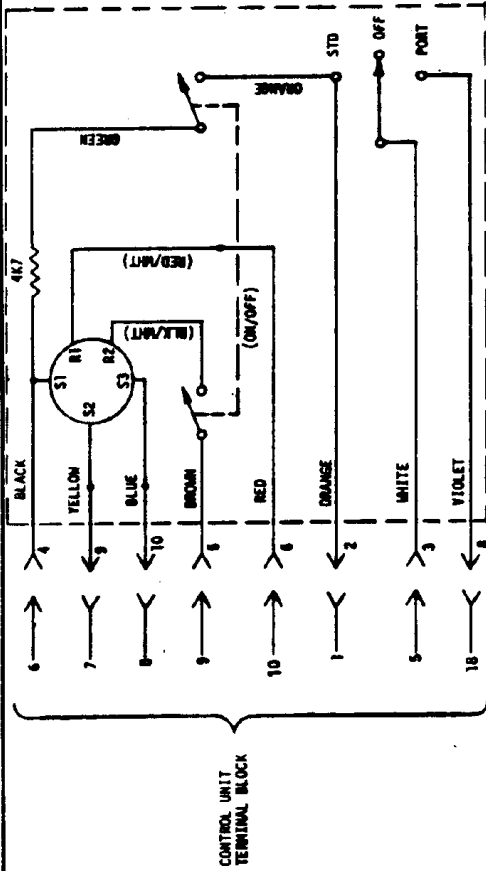 4K7
S1
S2
S3
R1
R2
GREEN
ORANGE
(RED/WHT)
(BLK/WHT)
(ON/OFF)
STD
OFF
PORT
6 4 BLACK
7 9 YELLOW
8 10 BLUE
9 5 BROWN
10 6 RED
1 2 ORANGE
5 3 WHITE
18 8 VIOLET
CONTROL UNIT
TERMINAL BLOCK